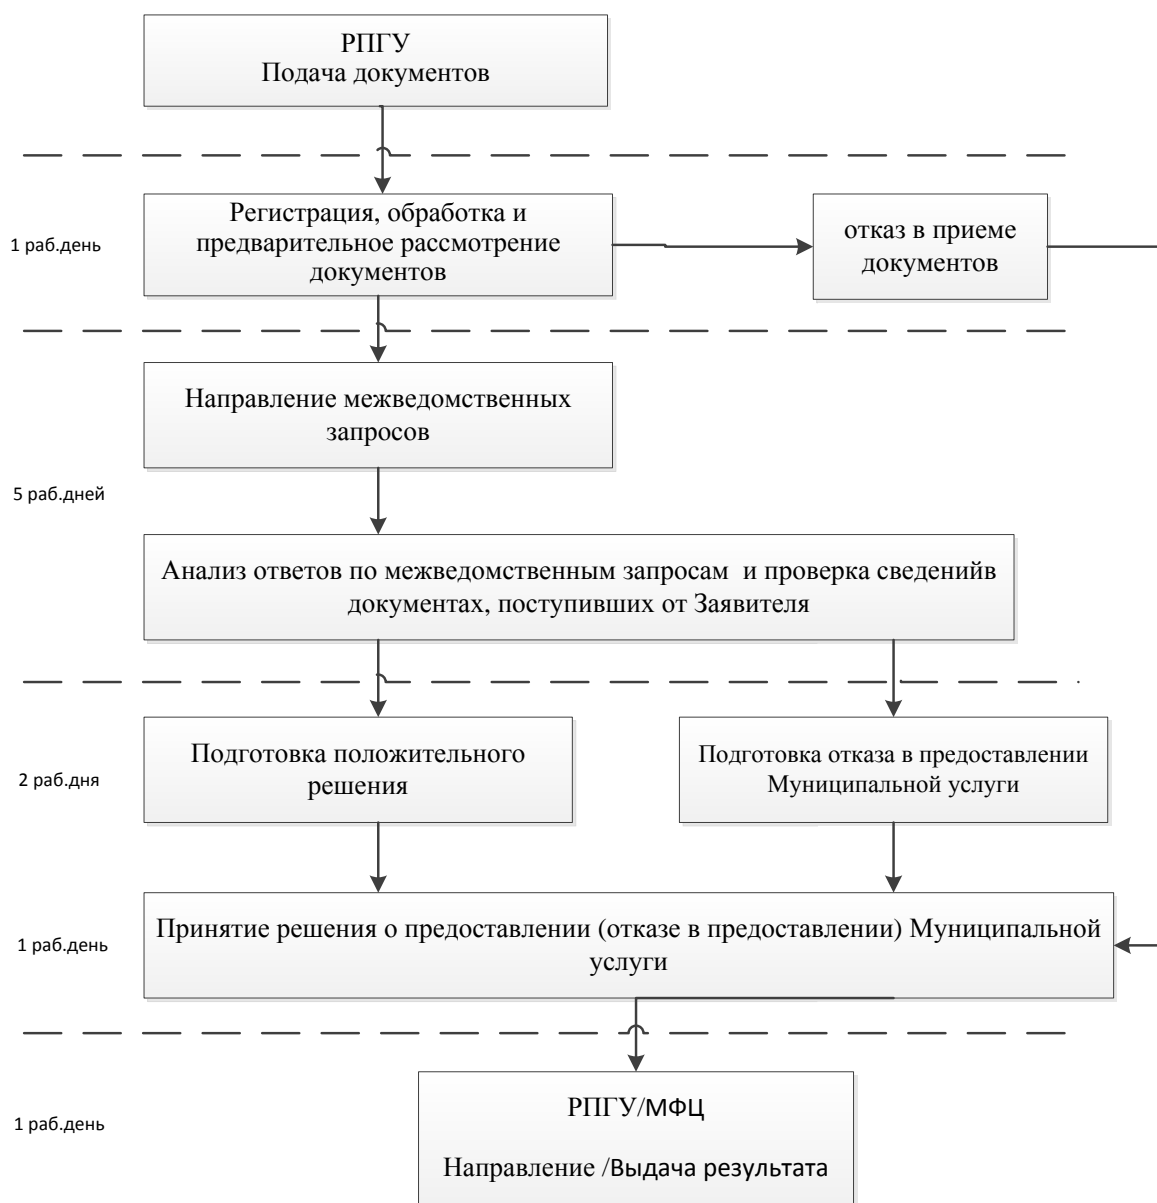 РПГУ
Подача документов
1 раб.день
Регистрация, обработка и
предварительное рассмотрение
документов
отказ в приеме
документов
Направление межведомственных
запросов
5 раб.дней
Анализ ответов по межведомственным запросам и проверка сведенийв
документах, поступивших от Заявителя
2 раб.дня
Подготовка положительного
решения
Подготовка отказа в предоставлении
Муниципальной услуги
1 раб.день
Принятие решения о предоставлении (отказе в предоставлении) Муниципальной
услуги
1 раб.день
РПГУ/МФЦ
Направление /Выдача результата